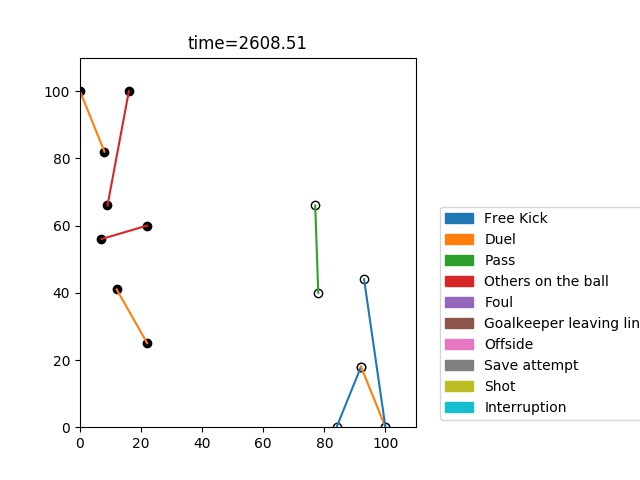 time=2608.51
100
80
60
40
20
0
0 20 40 60 80 100
Free Kick
Duel
Pass
Others on the ball
Foul
Goalkeeper leaving lin
Offside
Save attempt
Shot
Interruption